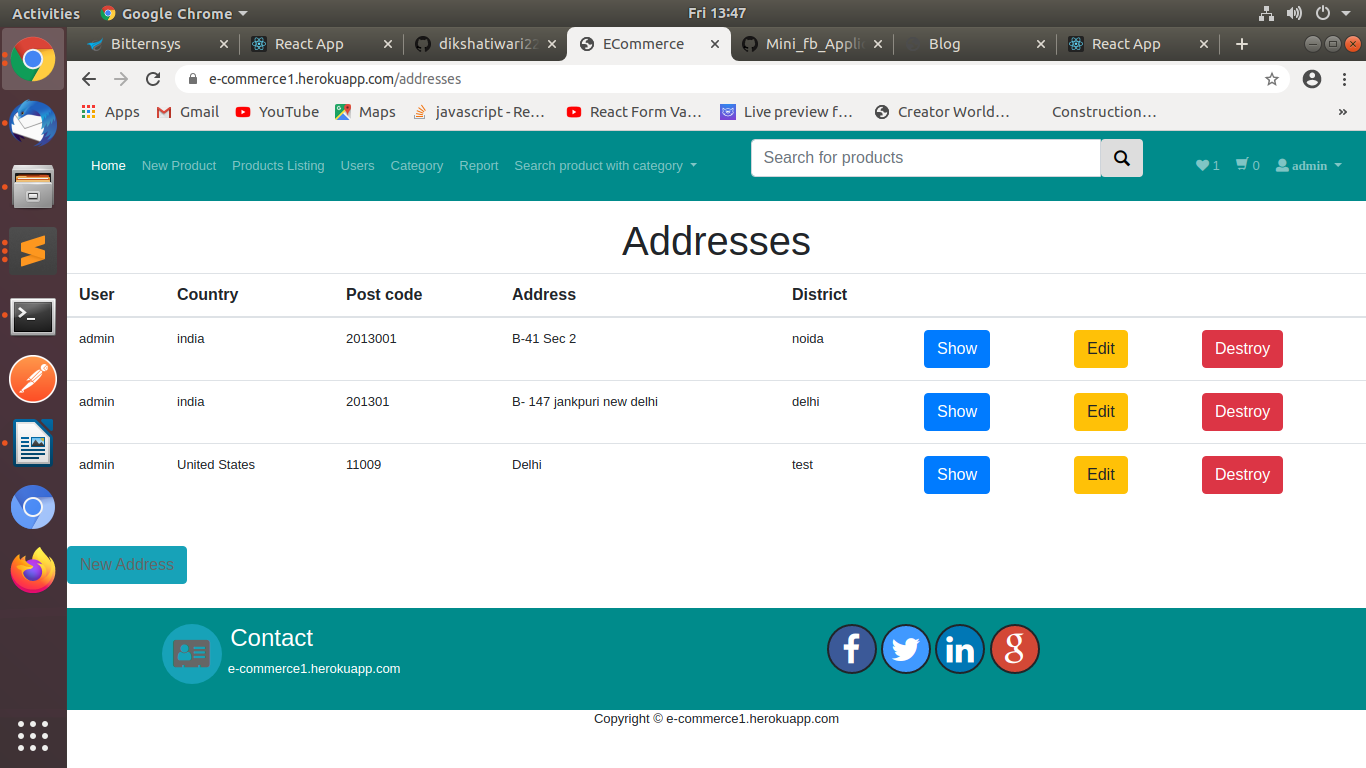 Activities Google Chrome Fri 13:47
Bitternsys React App dikshatiwari22 ECommerce Mini_fb_Appli Blog React App
e-commerce1.herokuapp.com/addresses
Apps Gmail YouTube Maps javascript - Re... React Form Va... Live preview f... Creator World... Construction... »
Home New Product Products Listing Users Category Report Search product with category Search for products 1 0 admin
Addresses
User Country Post code Address District
admin india 2013001 B-41 Sec 2 noida Show Edit Destroy
admin india 201301 B- 147 jankpuri new delhi delhi Show Edit Destroy
admin United States 11009 Delhi test Show Edit Destroy
New Address
Contact
e-commerce1.herokuapp.com
f in g
Copyright © e-commerce1.herokuapp.com